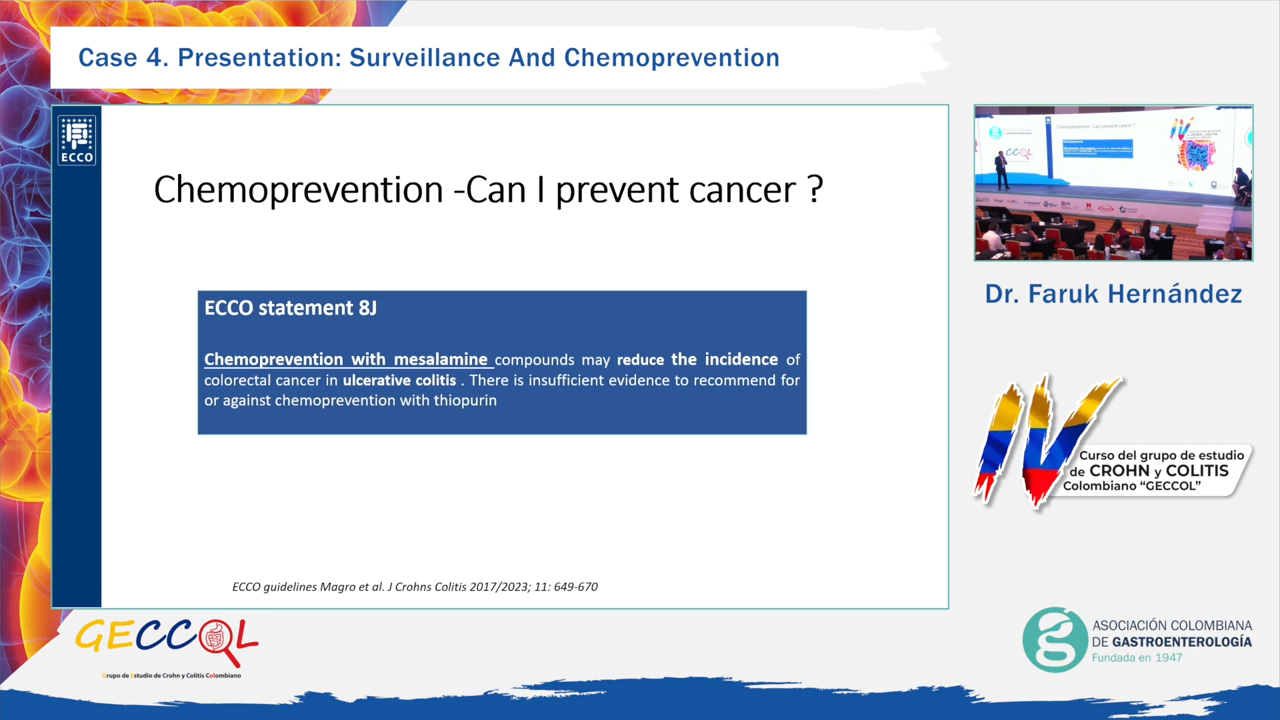 Case 4. Presentation: Surveillance And Chemoprevention
ECCO
Chemoprevention -Can I prevent cancer ?
ECCO statement 8J
Chemoprevention with mesalamine compounds may reduce the incidence of
colorectal cancer in ulcerative colitis . There is insufficient evidence to recommend for
or against chemoprevention with thiopurin
ECCO guidelines Magro et al. J Crohns Colitis 2017/2023; 11: 649-670
Chemoprevention -Can I prevent cancer ?
Dr. Faruk Hernández
IV
Curso del grupo de estudio
de CROHN y COLITIS
Colombiano “GECCOL”
GECCOL
Grupo de Estudio de Crohn y Colitis Colombiano
ASOCIACIÓN COLOMBIANA
DE GASTROENTEROLOGÍA
Fundada en 1947